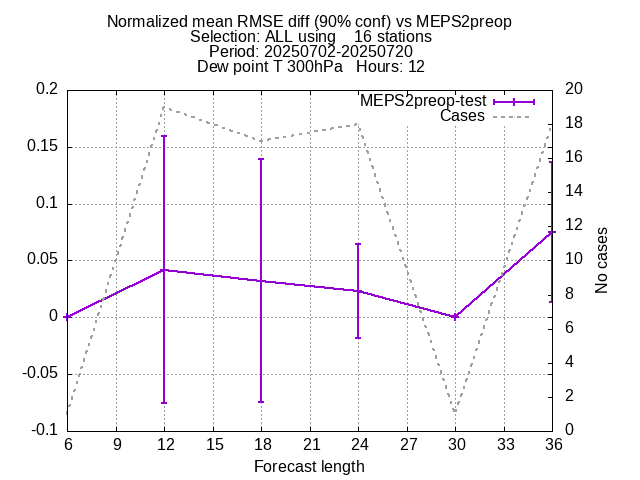 Normalized mean RMSE diff (90% conf) vs MEPS2preop
Selection: ALL using    16 stations
Period: 20250702-20250720
Dew point T 300hPa   Hours: 12
MEPS2preop-test
Cases
0.2
0.15
0.1
0.05
0
-0.05
-0.1
20
18
16
14
12
10
8
6
4
2
0
No cases
6 9 12 15 18 21 24 27 30 33 36
Forecast length